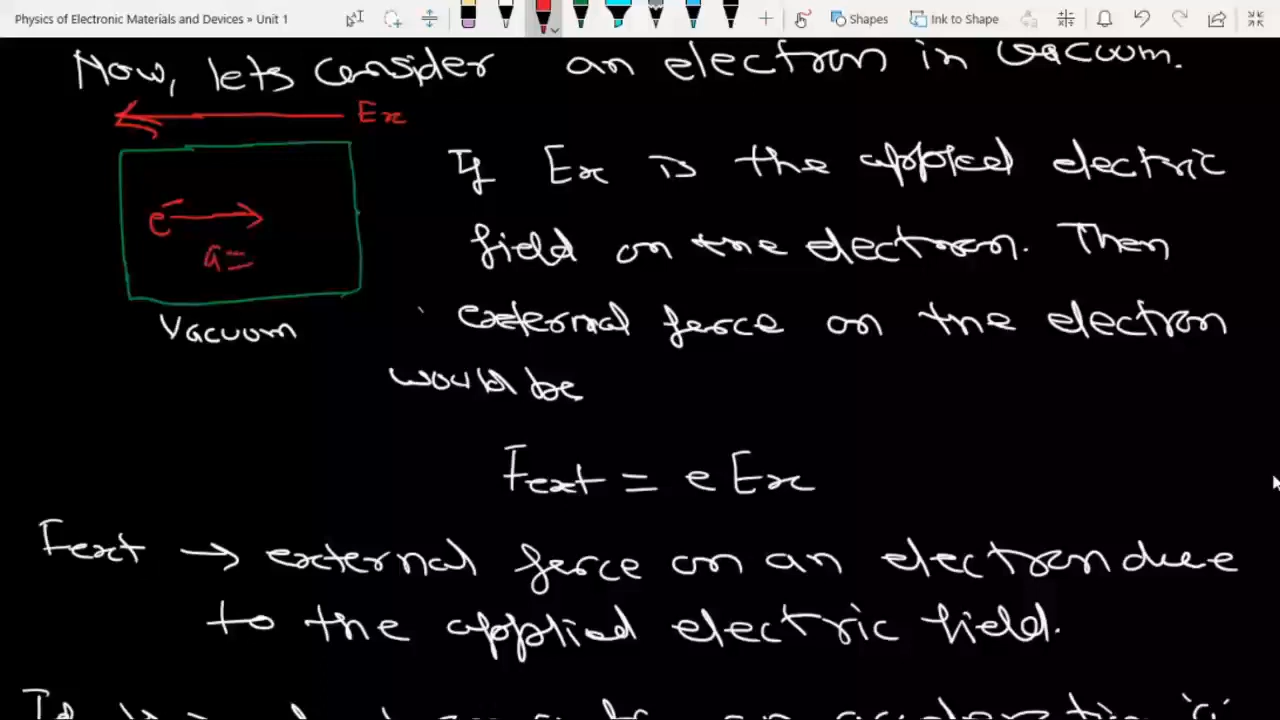 Physics of Electronic Materials and Devices » Unit 1
Shapes
Ink to Shape
Now, lets consider an electron in vacuum.
Ex
e-
a=
Vacuum
If Ex is the applied electric
field on the electron. Then
external force on the electron
would be
Fext = e Ex
Fext → external force on an electron due
to the applied electric field.